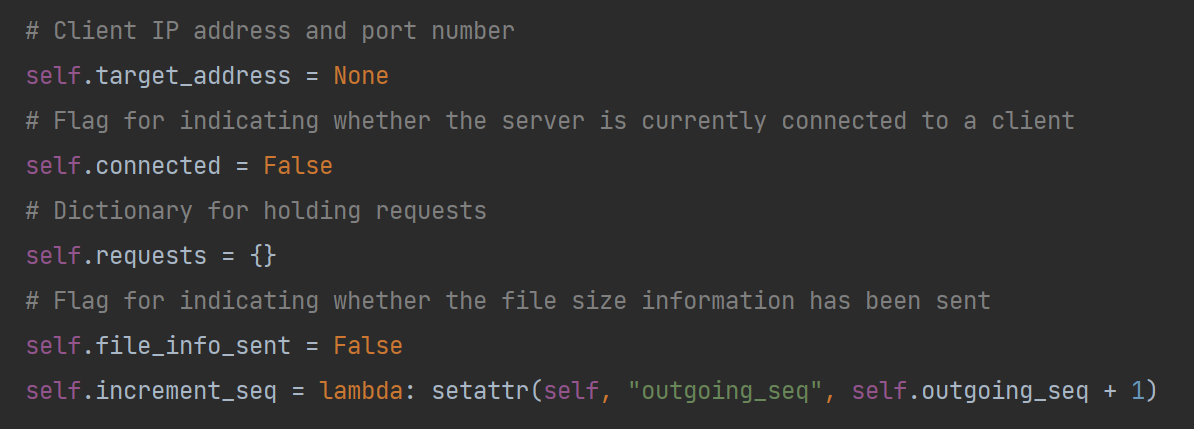 # Client IP address and port number
self.target_address = None
# Flag for indicating whether the server is currently connected to a client
self.connected = False
# Dictionary for holding requests
self.requests = {}
# Flag for indicating whether the file size information has been sent
self.file_info_sent = False
self.increment_seq = lambda: setattr(self, "outgoing_seq", self.outgoing_seq + 1)